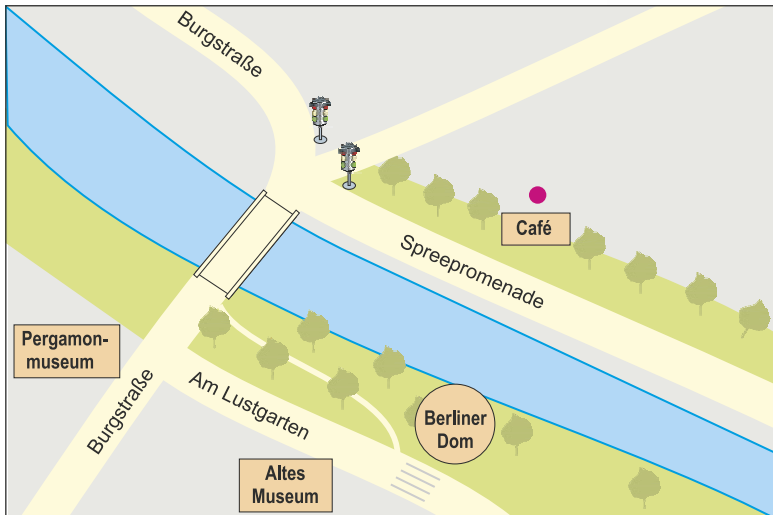 Burgstraße
Café
Spreepromenade
Pergamon-
museum
Burgstraße
Am Lustgarten
Berliner
Dom
Altes
Museum